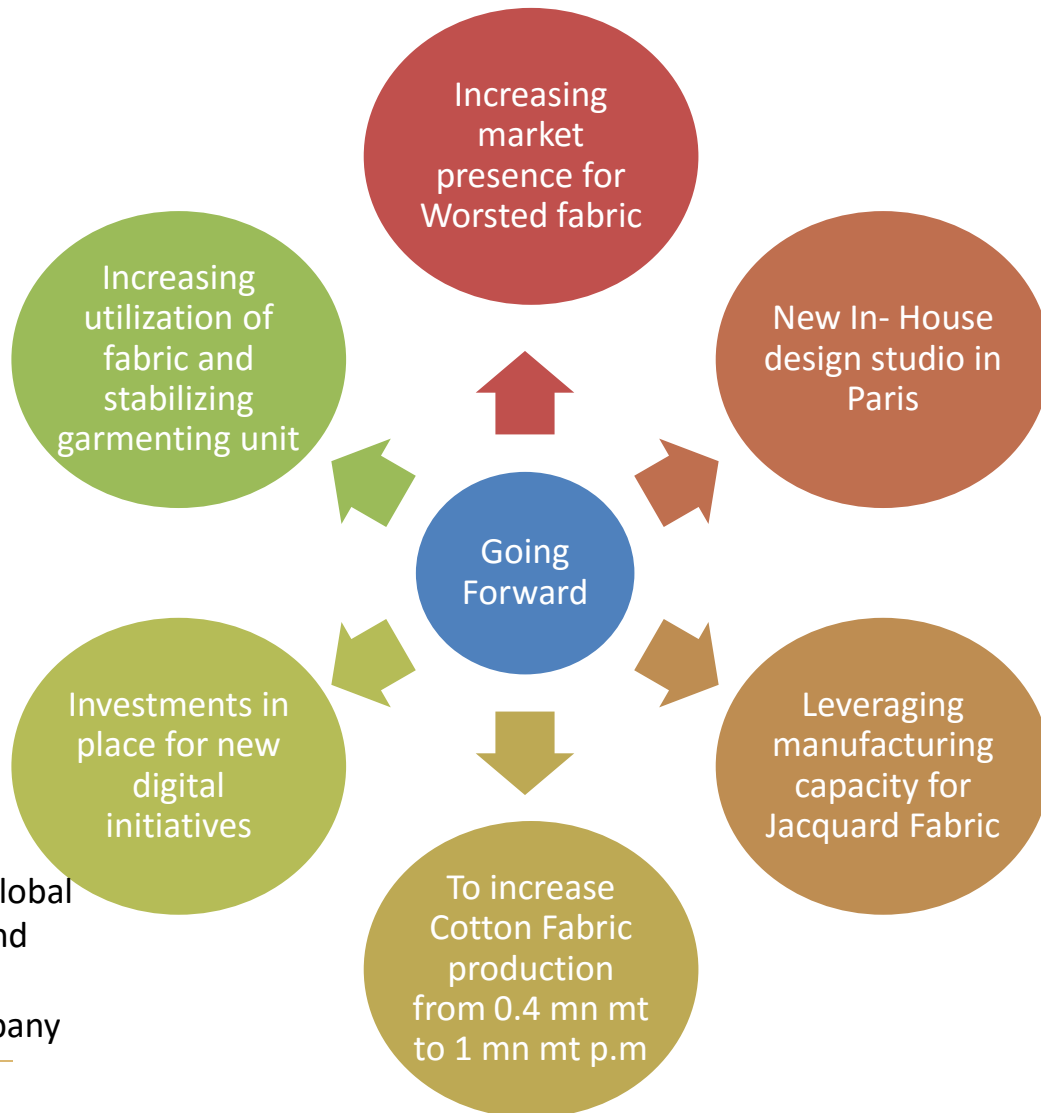 Increasing
market
presence for
Worsted fabric
New In- House
design studio in
Paris
Leveraging
manufacturing
capacity for
Jacquard Fabric
To increase
Cotton Fabric
production
from 0.4 mn mt
to 1 mn mt p.m
Investments in
place for new
digital
initiatives
Increasing
utilization of
fabric and
stabilizing
garmenting unit
Going
Forward